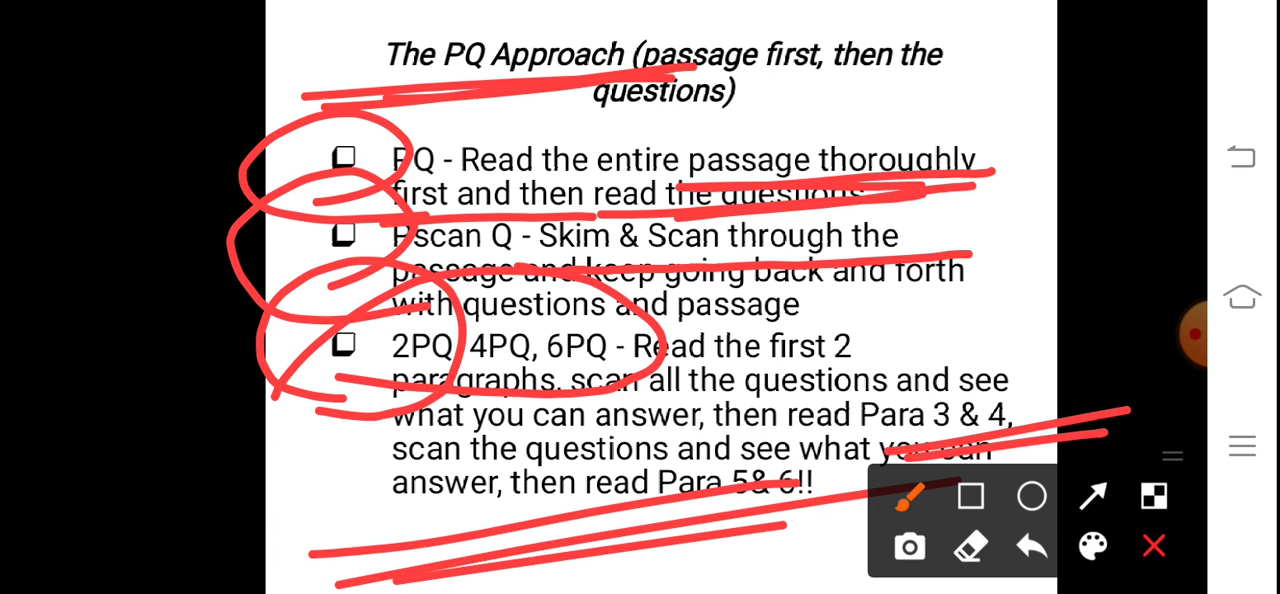 The PQ Approach (passage first, then the
questions)
PQ - Read the entire passage thoroughly
first and then read the questions
Pscan Q - Skim & Scan through the
passage and keep going back and forth
with questions and passage
2PQ, 4PQ, 6PQ - Read the first 2
paragraphs, scan all the questions and see
what you can answer, then read Para 3 & 4,
scan the questions and see what you can
answer, then read Para 5& 6!!